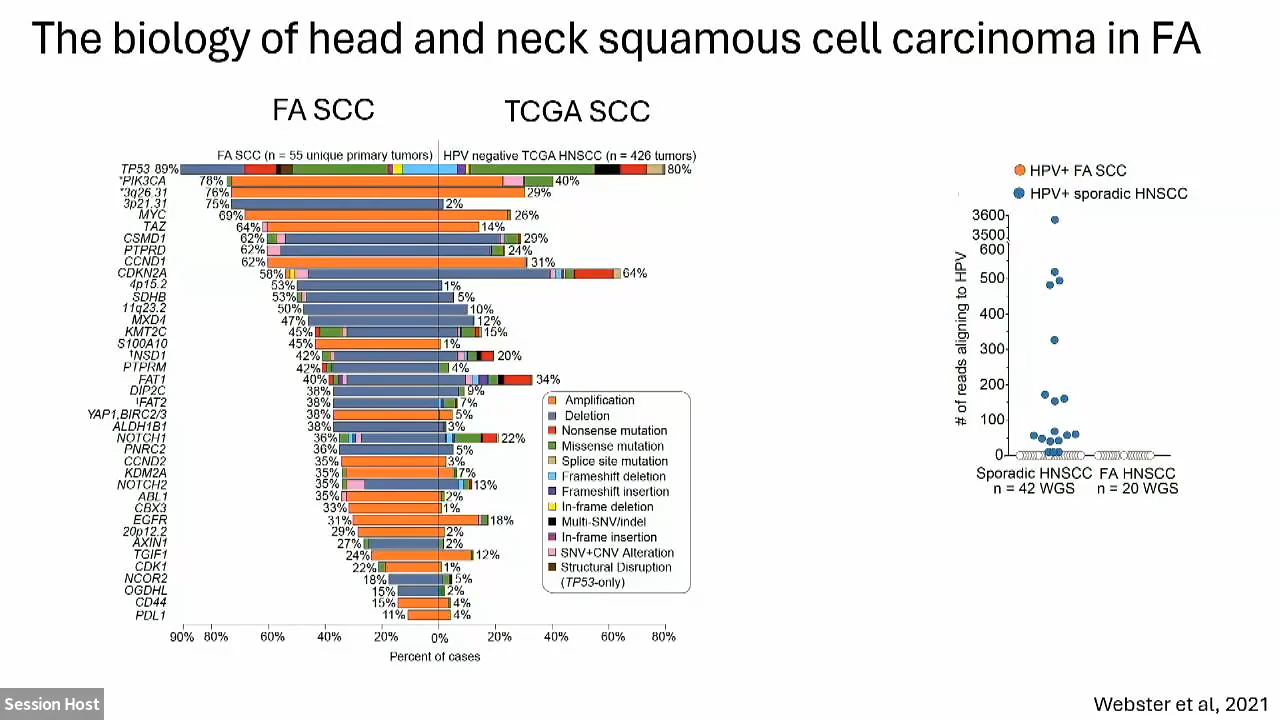 The biology of head and neck squamous cell carcinoma in FA
FA SCC
TCGA SCC
FA SCC (n = 55 unique primary tumors)
HPV negative TCGA HNSCC (n = 426 tumors)
TP53 89% 80%
*PIK3CA 78% 40%
*3q26.31 76% 29%
3p21.31 75% 2%
MYC 69% 26%
TAZ 64% 14%
CSMD1 62% 29%
PTPRD 62% 24%
CCND1 62% 31%
CDKN2A 58% 64%
4p15.2 53% 1%
SDHB 53% 5%
11q23.2 50% 10%
MXD4 47% 12%
KMT2C 45% 15%
S100A10 45% 1%
†NSD1 42% 20%
PTPRM 42% 4%
FAT1 40% 34%
DIP2C 38% 9%
†FAT2 38% 7%
YAP1,BIRC2/3 38% 5%
ALDH1B1 38% 3%
NOTCH1 36% 22%
PNRC2 36% 5%
CCND2 35% 3%
KDM2A 35% 7%
NOTCH2 35% 13%
ABL1 35% 2%
CBX3 33% 1%
EGFR 31% 18%
20p12.2 29% 2%
AXIN1 27% 2%
TGIF1 24% 12%
CDK1 22% 1%
NCOR2 18% 5%
OGDHL 15% 2%
CD44 15% 4%
PDL1 11% 4%
90% 80% 60% 40% 20% 0% 20% 40% 60% 80%
Percent of cases
Amplification
Deletion
Nonsense mutation
Missense mutation
Splice site mutation
Frameshift deletion
Frameshift insertion
In-frame deletion
Multi-SNV/indel
In-frame insertion
SNV+CNV Alteration
Structural Disruption
(TP53-only)
HPV+ FA SCC
HPV+ sporadic HNSCC
# of reads aligning to HPV
3600
3500
600
500
400
300
200
100
0
Sporadic HNSCC
n = 42 WGS
FA HNSCC
n = 20 WGS
Session Host
Webster et al, 2021